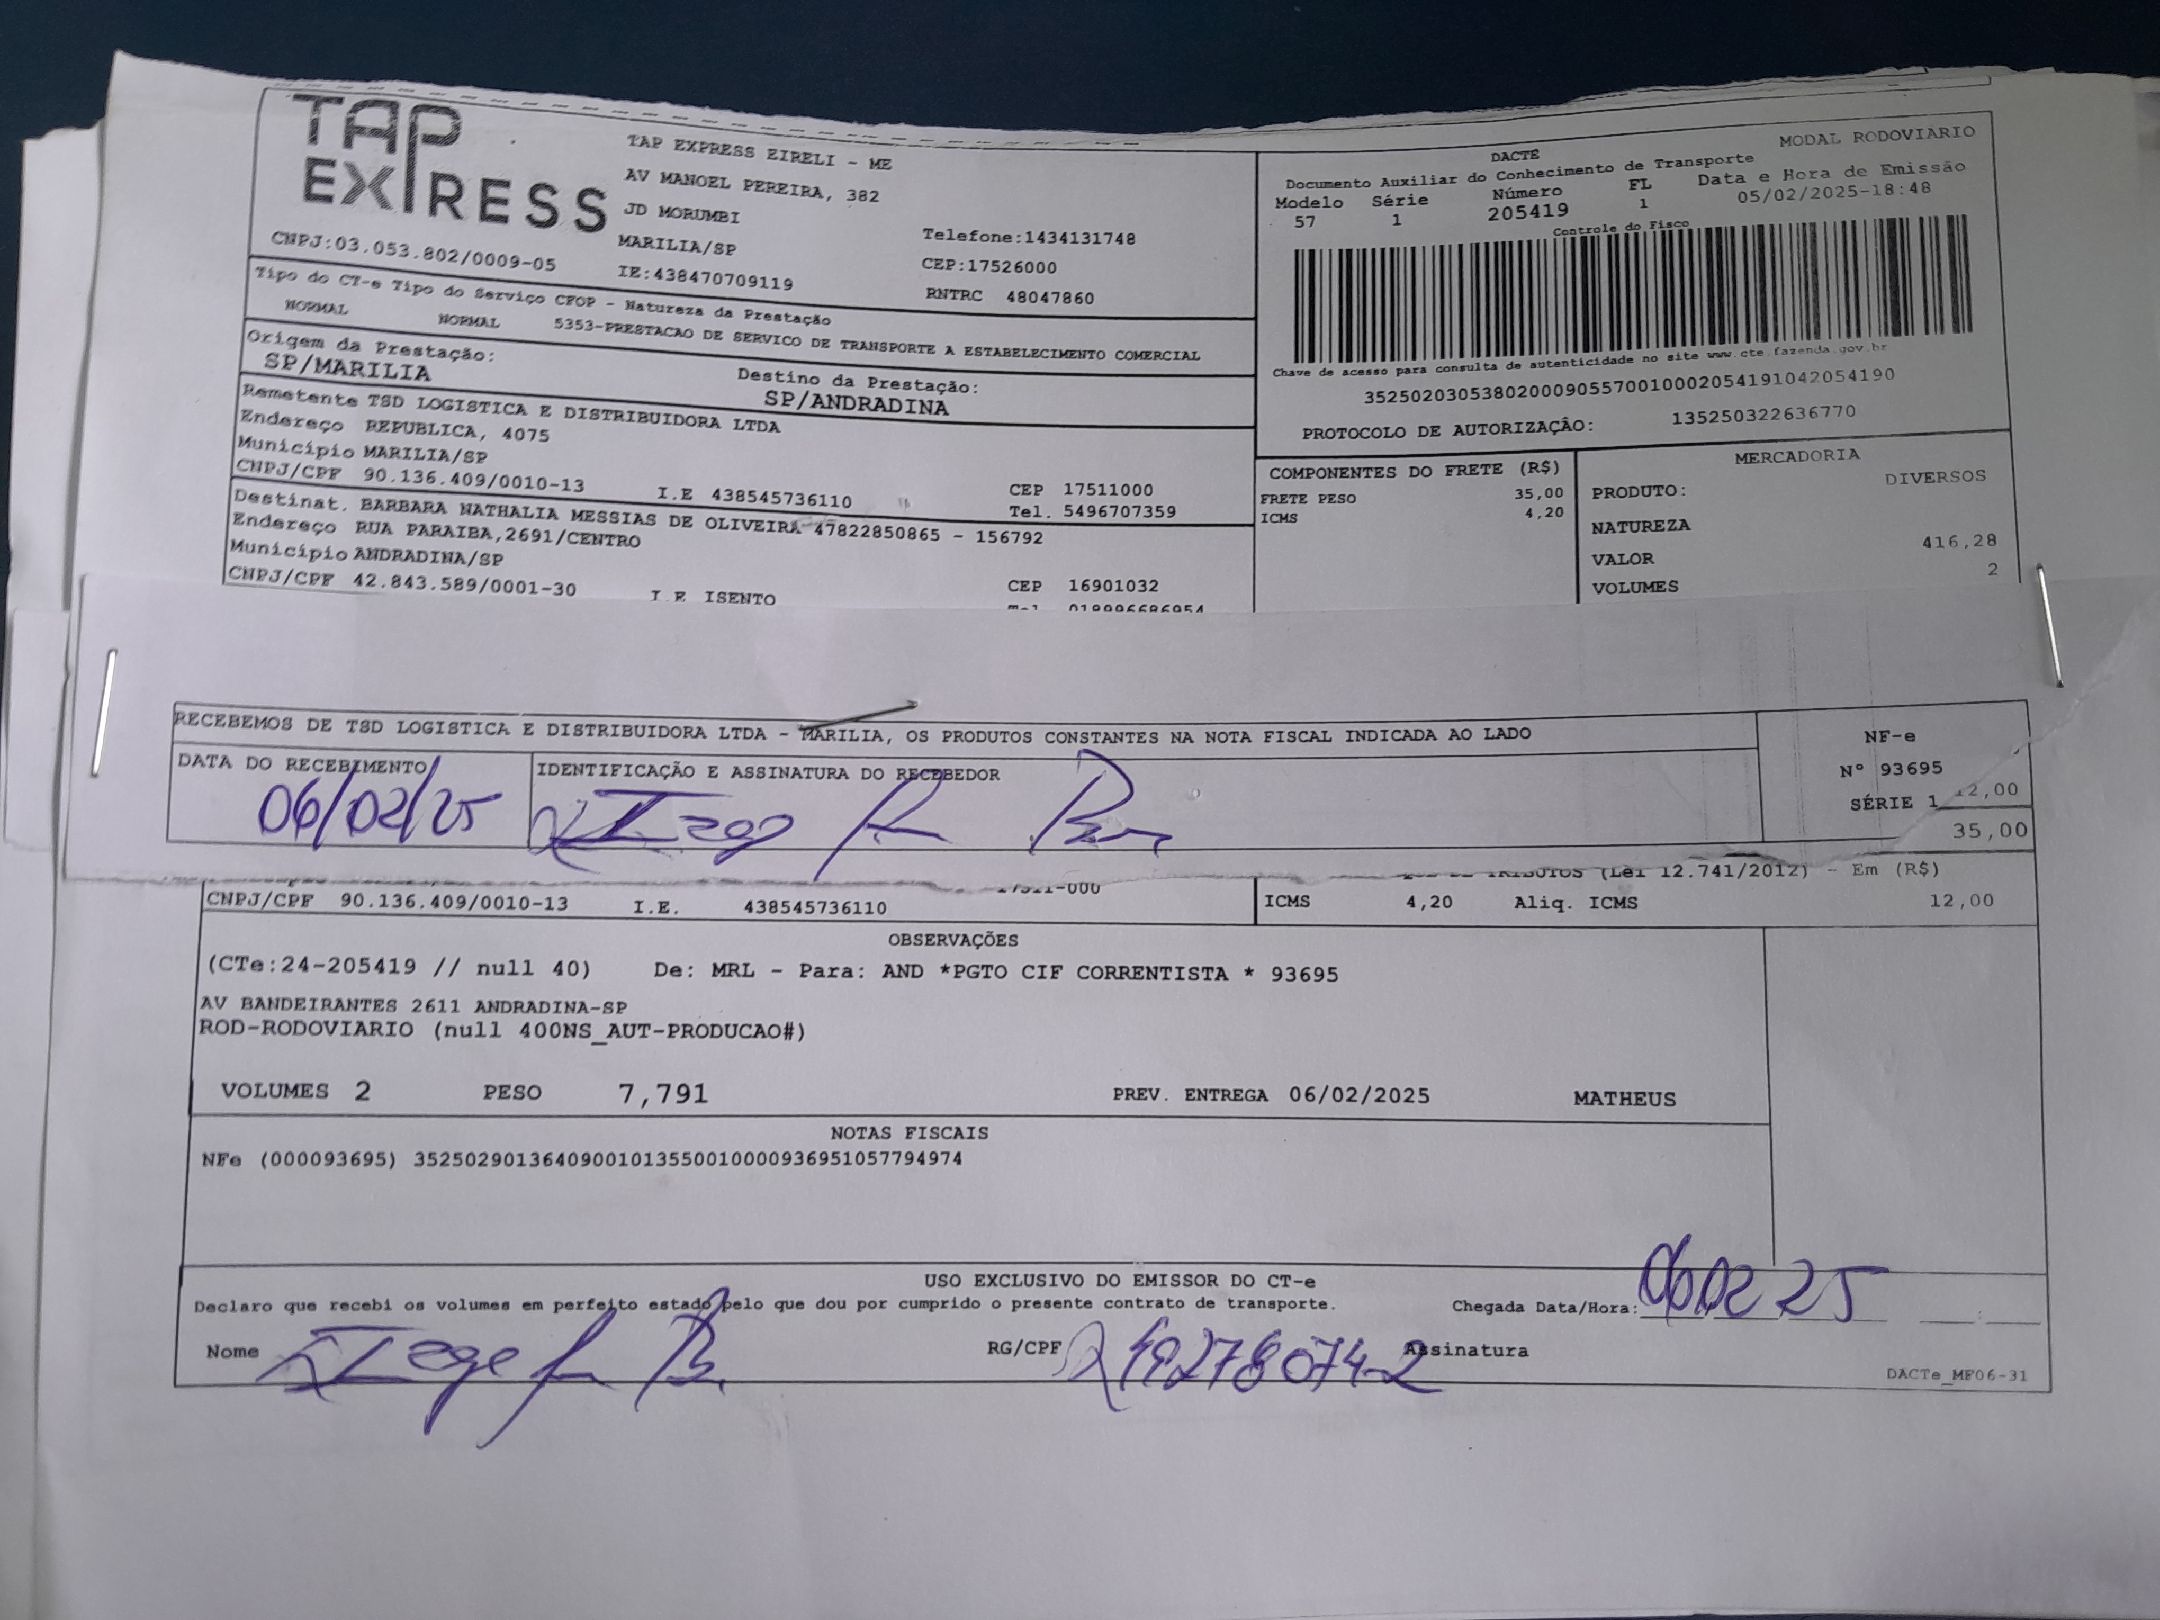 TAP
EXPRESS
TAP EXPRESS EIRELI - ME
AV MANOEL PEREIRA, 382
JD MORUMBI
MARILIA/SP
Telefone:1434131748
CNPJ:03.053.802/0009-05
IE:438470709119
CEP:17526000
RNTRC 48047860
Tipo do CT-e Tipo do Serviço CFOP - Natureza da Prestação
NORMAL NORMAL 5353-PRESTACAO DE SERVICO DE TRANSPORTE A ESTABELECIMENTO COMERCIAL
Origem da Prestação: Destino da Prestação:
SP/MARILIA SP/ANDRADINA
Remetente TSD LOGISTICA E DISTRIBUIDORA LTDA
Endereço REPUBLICA, 4075
Município MARILIA/SP CEP 17511000
CNPJ/CPF 90.136.409/0010-13 I.E 438545736110 Tel. 5496707359
Destinat. BARBARA NATHALIA MESSIAS DE OLIVEIRA 47822850865 - 156792
Endereço RUA PARAIBA,2691/CENTRO
Município ANDRADINA/SP CEP 16901032
CNPJ/CPF 42.843.589/0001-30 I.E ISENTO
MODAL RODOVIARIO
DACTE
Documento Auxiliar do Conhecimento de Transporte
Modelo Série Número FL Data e Hora de Emissão
57 1 205419 1 05/02/2025-18:48
Controle do Fisco
Chave de acesso para consulta de autenticidade no site www.cte.fazenda.gov.br
35250203053802000905570010002054191042054190
PROTOCOLO DE AUTORIZAÇÃO: 135250322636770
COMPONENTES DO FRETE (R$)
FRETE PESO 35,00
ICMS 4,20
MERCADORIA
PRODUTO: DIVERSOS
NATUREZA
VALOR 416,28
VOLUMES 2
RECEBEMOS DE TSD LOGISTICA E DISTRIBUIDORA LTDA - MARILIA, OS PRODUTOS CONSTANTES NA NOTA FISCAL INDICADA AO LADO
NF-e
DATA DO RECEBIMENTO IDENTIFICAÇÃO E ASSINATURA DO RECEBEDOR
Nº 93695
06/02/25
SÉRIE 1 12,00
35,00
TRIBUTOS (Lei 12.741/2012) - Em (R$)
CNPJ/CPF 90.136.409/0010-13 I.E. 438545736110 ICMS 4,20 Aliq. ICMS 12,00
OBSERVAÇÕES
(CTe:24-205419 // null 40) De: MRL - Para: AND *PGTO CIF CORRENTISTA * 93695
AV BANDEIRANTES 2611 ANDRADINA-SP
ROD-RODOVIARIO (null 400NS_AUT-PRODUCAO#)
VOLUMES 2 PESO 7,791 PREV. ENTREGA 06/02/2025 MATHEUS
NOTAS FISCAIS
NFe (000093695) 35250290136409001013550010000936951057794974
USO EXCLUSIVO DO EMISSOR DO CT-e
Declaro que recebi os volumes em perfeito estado pelo que dou por cumprido o presente contrato de transporte. Chegada Data/Hora: 06 02 25
Nome RG/CPF 49278074-2 Assinatura
DACTe_MF06-31